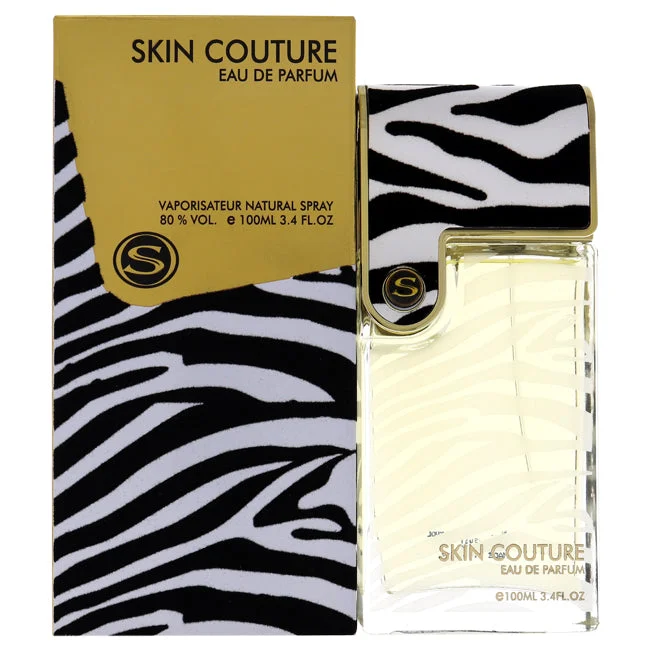 SKIN COUTURE
EAU DE PARFUM
VAPORISATEUR NATURAL SPRAY
80 % VOL. e 100ML 3.4 FL.OZ
S
S
SKIN COUTURE
EAU DE PARFUM
e100ML 3.4FL.OZ